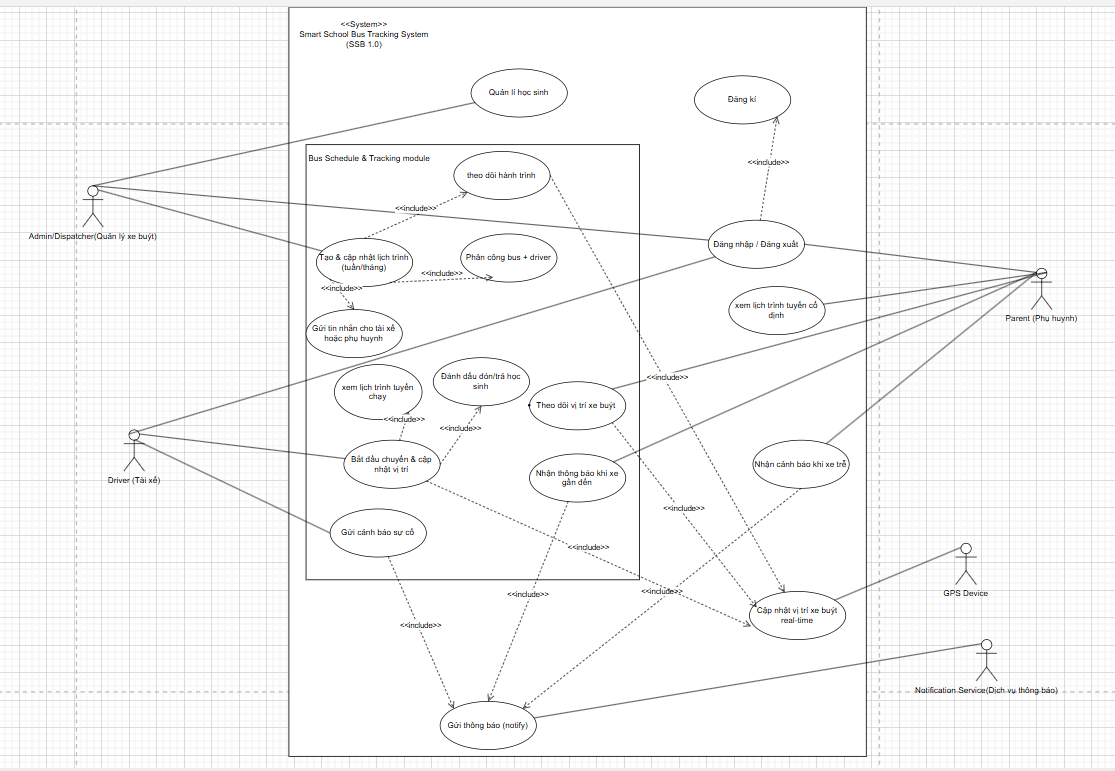 <<System>>
Smart School Bus Tracking System
(SSB 1.0)
Quản lí học sinh
Đăng kí
Bus Schedule & Tracking module
<<include>>
theo dõi hành trình
Admin/Dispatcher(Quản lý xe buýt)
<<include>>
Đăng nhập / Đăng xuất
Tạo & cập nhật lịch trình
(tuần/tháng)
Phân công bus + driver
<<include>>
<<include>>
xem lịch trình tuyến cố
định
Parent (Phụ huynh)
Gửi tin nhắn cho tài xế
hoặc phụ huynh
<<include>>
xem lịch trình tuyến
chạy
Đánh dấu đón/trả học
sinh
Theo dõi vị trí xe buýt
<<include>>
<<include>>
Bắt đầu chuyến & cập
nhật vị trí
Nhận thông báo khi xe
gần đến
Nhận cảnh báo khi xe trễ
Driver (Tài xế)
<<include>>
Gửi cảnh báo sự cố
<<include>>
<<include>>
<<include>>
GPS Device
Cập nhật vị trí xe buýt
real-time
<<include>>
Notification Service(Dịch vụ thông báo)
Gửi thông báo (notify)